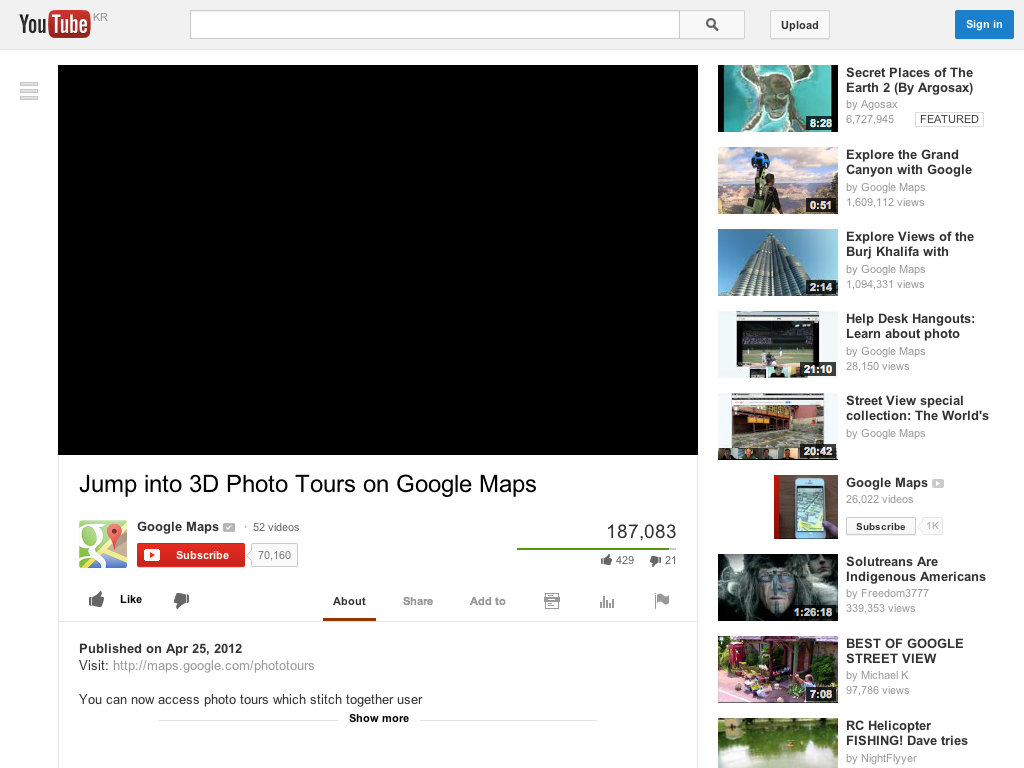 YouTube KR
Upload
Sign in
Jump into 3D Photo Tours on Google Maps
Google Maps · 52 videos
Subscribe 70,160
187,083
429 21
Like
About Share Add to
Published on Apr 25, 2012
Visit: http://maps.google.com/phototours
You can now access photo tours which stitch together user
Show more
8:28
Secret Places of The
Earth 2 (By Argosax)
by Agosax
6,727,945 FEATURED
0:51
Explore the Grand
Canyon with Google
by Google Maps
1,609,112 views
2:14
Explore Views of the
Burj Khalifa with
by Google Maps
1,094,331 views
21:10
Help Desk Hangouts:
Learn about photo
by Google Maps
28,150 views
20:42
Street View special
collection: The World's
by Google Maps
Google Maps
26,022 videos
Subscribe 1K
1:26:18
Solutreans Are
Indigenous Americans
by Freedom3777
339,353 views
7:08
BEST OF GOOGLE
STREET VIEW
by Michael K
97,786 views
RC Helicopter
FISHING! Dave tries
by NightFlyyer